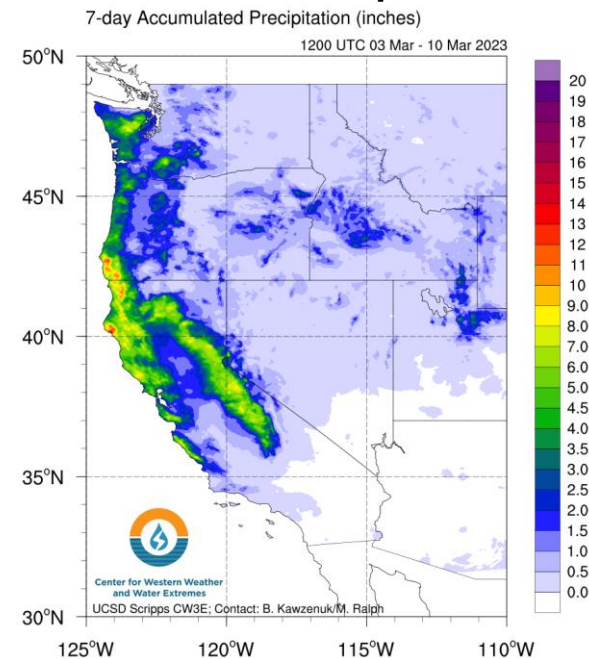 7-day Accumulated Precipitation (inches)
1200 UTC 03 Mar - 10 Mar 2023
50°N
45°N
40°N
35°N
30°N
125°W 120°W 115°W 110°W
20
19
18
17
16
15
14
13
12
11
10
9.0
8.0
7.0
6.0
5.0
4.5
4.0
3.5
3.0
2.5
2.0
1.5
1.0
0.5
0.0
Center for Western Weather
and Water Extremes
UCSD Scripps CW3E; Contact: B. Kawzenuk/M. Ralph